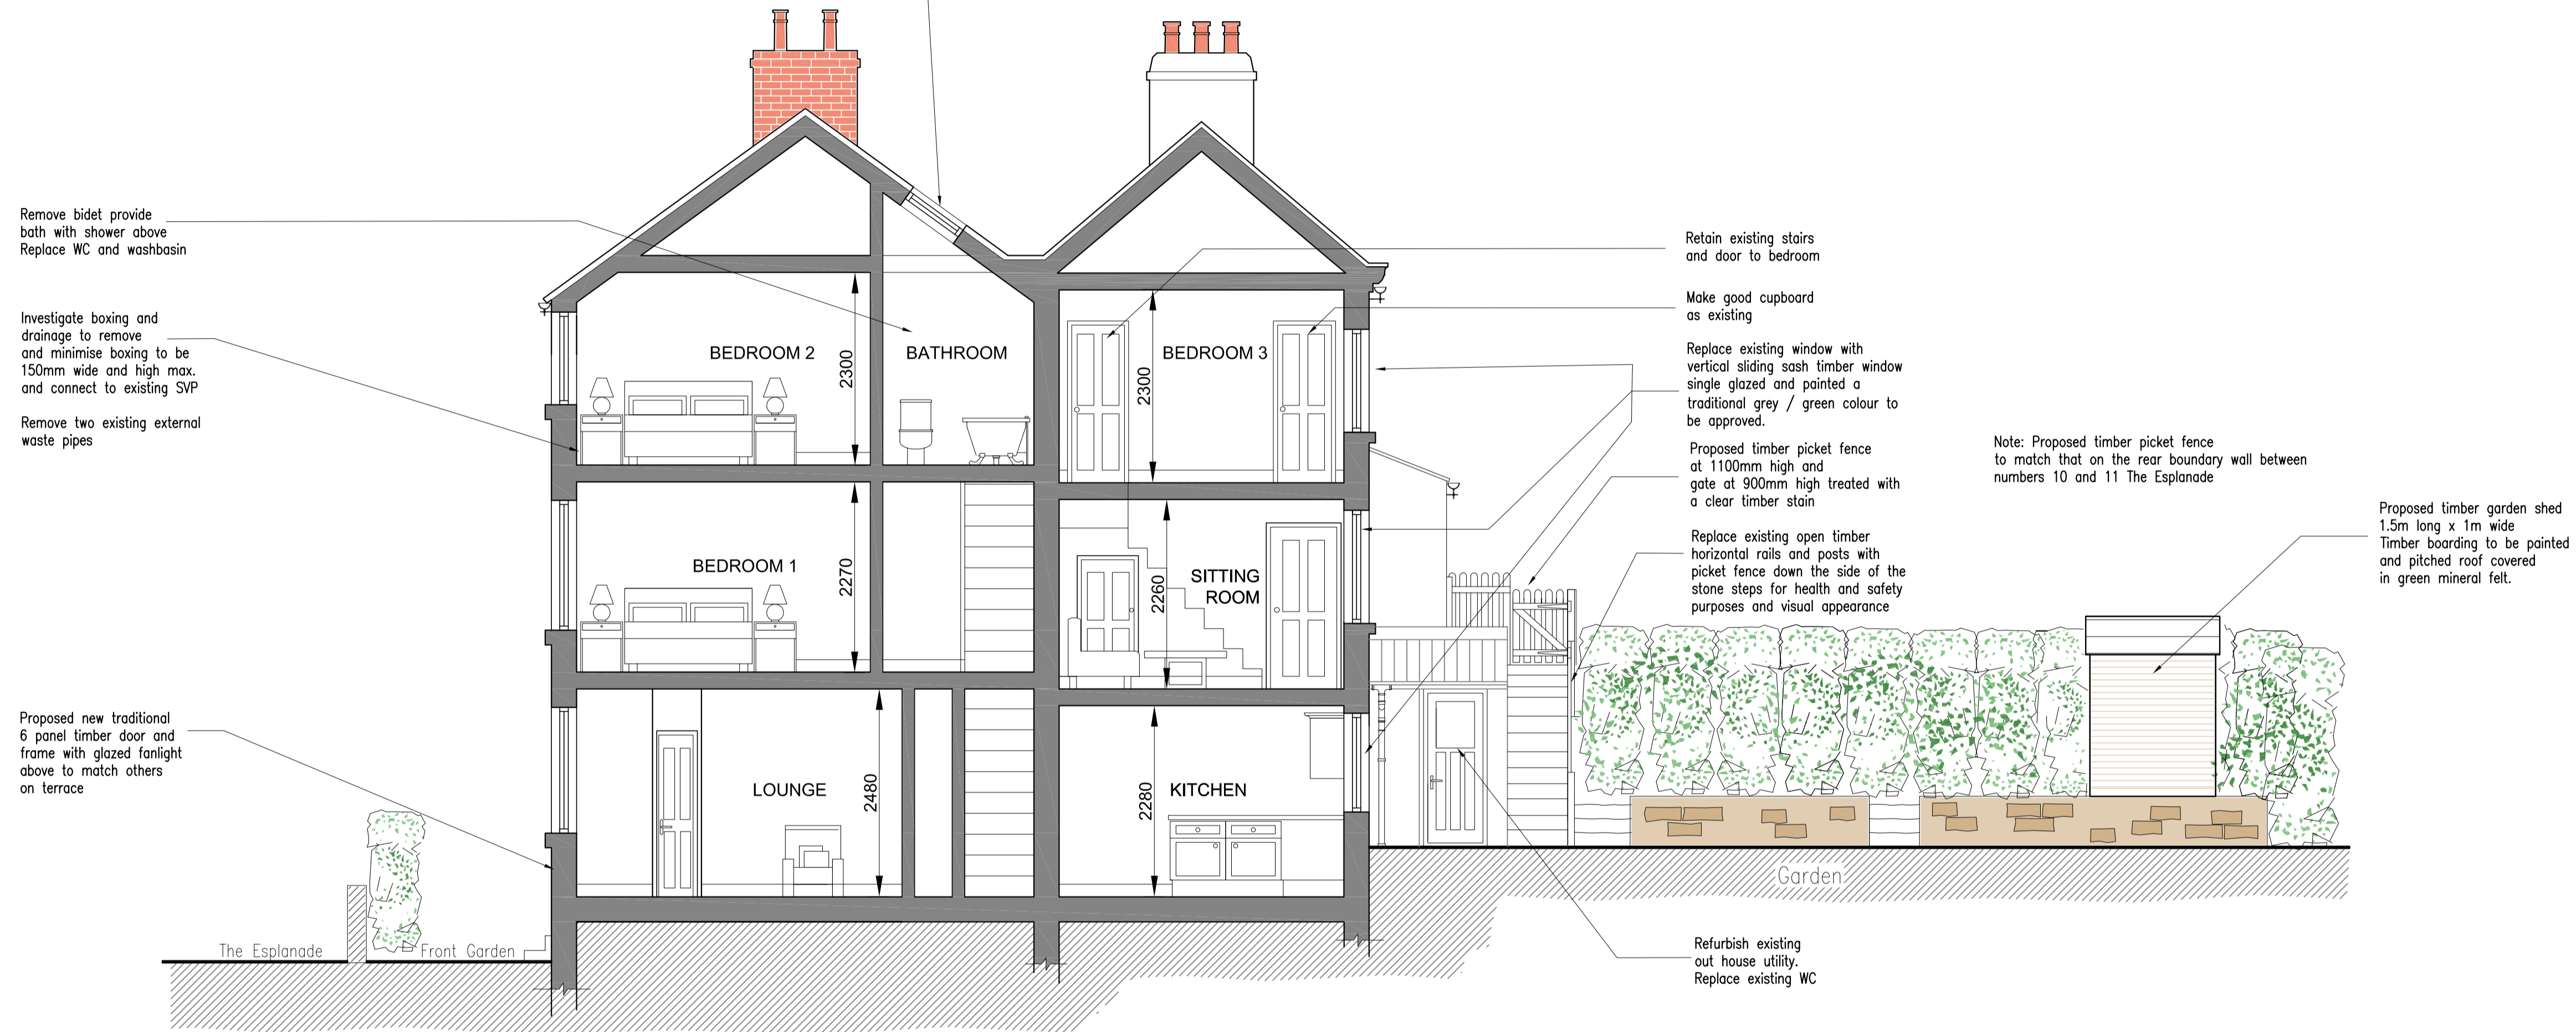 Remove bidet provide
bath with shower above
Replace WC and washbasin
Investigate boxing and
drainage to remove
and minimise boxing to be
150mm wide and high max.
and connect to existing SVP
Remove two existing external
waste pipes
Proposed new traditional
6 panel timber door and
frame with glazed fanlight
above to match others
on terrace
The Esplanade
Front Garden
BEDROOM 2
2300
BATHROOM
2300
BEDROOM 3
BEDROOM 1
2270
2260
SITTING
ROOM
LOUNGE
2480
2280
KITCHEN
Retain existing stairs
and door to bedroom
Make good cupboard
as existing
Replace existing window with
vertical sliding sash timber window
single glazed and painted a
traditional grey / green colour to
be approved.
Proposed timber picket fence
at 1100mm high and
gate at 900mm high treated with
a clear timber stain
Replace existing open timber
horizontal rails and posts with
picket fence down the side of the
stone steps for health and safety
purposes and visual appearance
Note: Proposed timber picket fence
to match that on the rear boundary wall between
numbers 10 and 11 The Esplanade
Proposed timber garden shed
1.5m long x 1m wide
Timber boarding to be painted
and pitched roof covered
in green mineral felt.
Garden
Refurbish existing
out house utility.
Replace existing WC